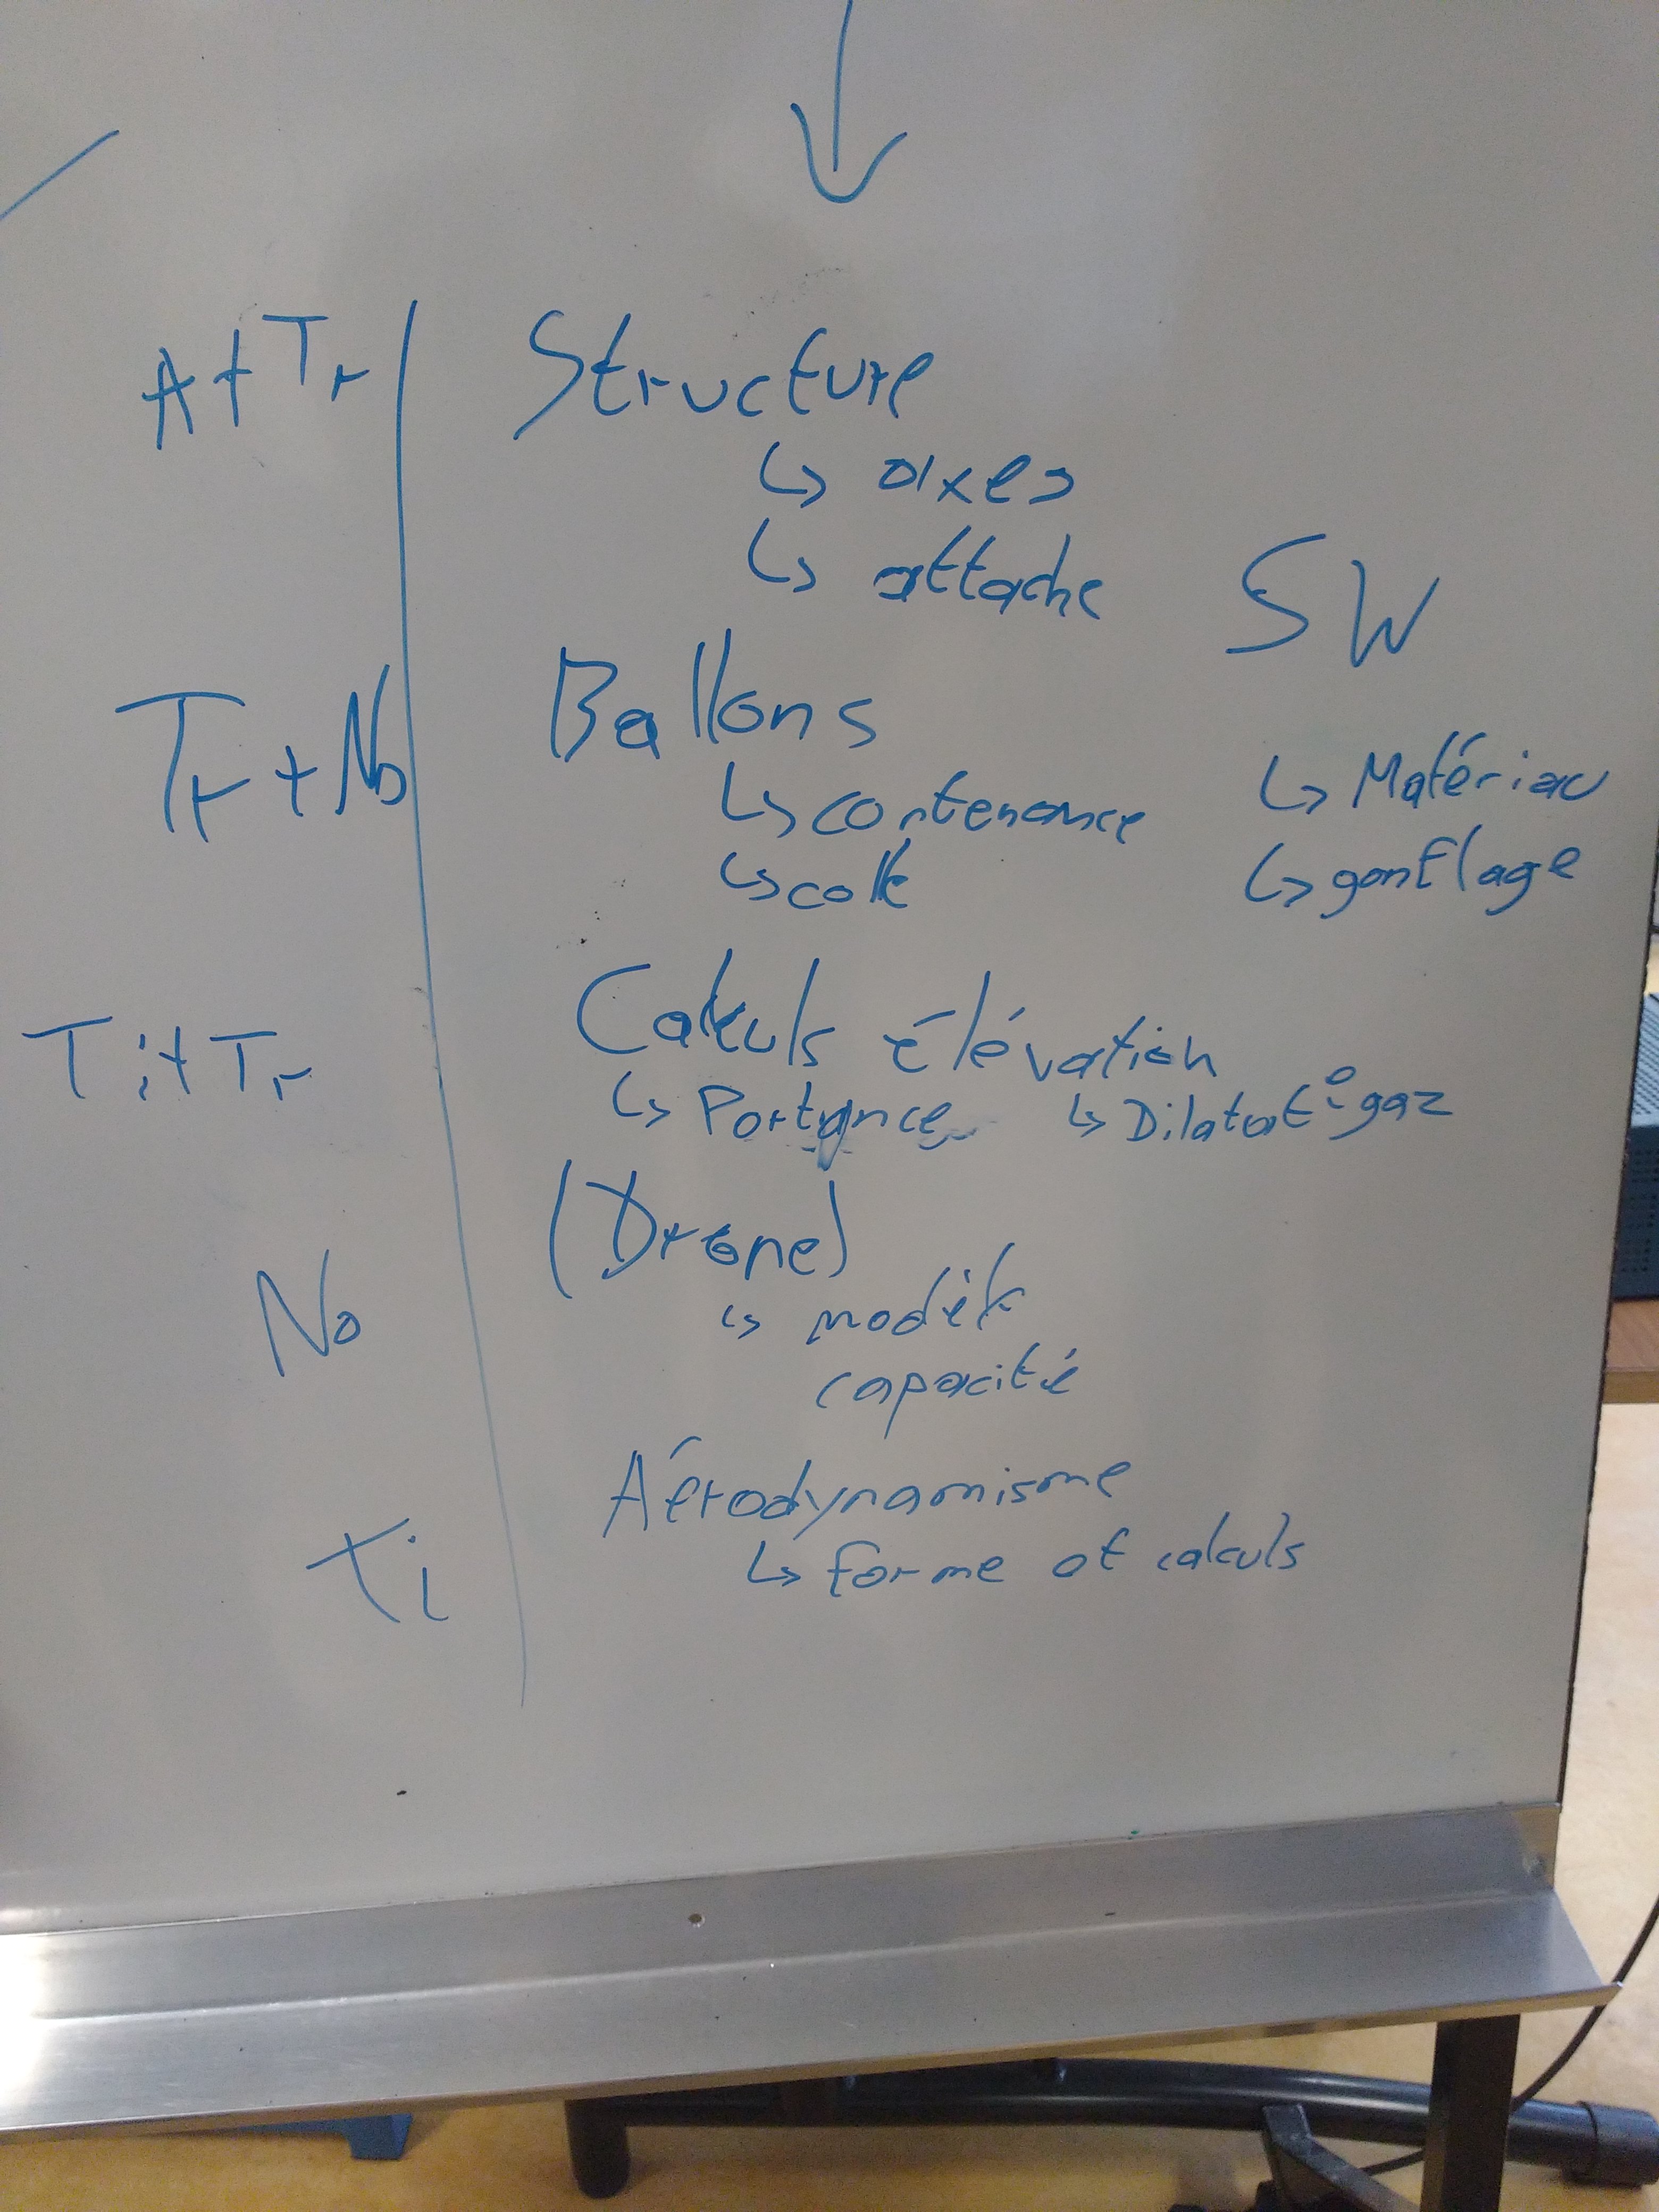 A + Tr Structure
↳ axes
↳ attache
SW
Tr + No Ballons
↳ contenance ↳ Matériau
↳ colle ↳ gonflage
Ti + Tr Calculs élévation
↳ Portance ↳ Dilatat° gaz
No (Drone)
↳ modèle
capacité
Ti Aérodynamisme
↳ forme et calculs